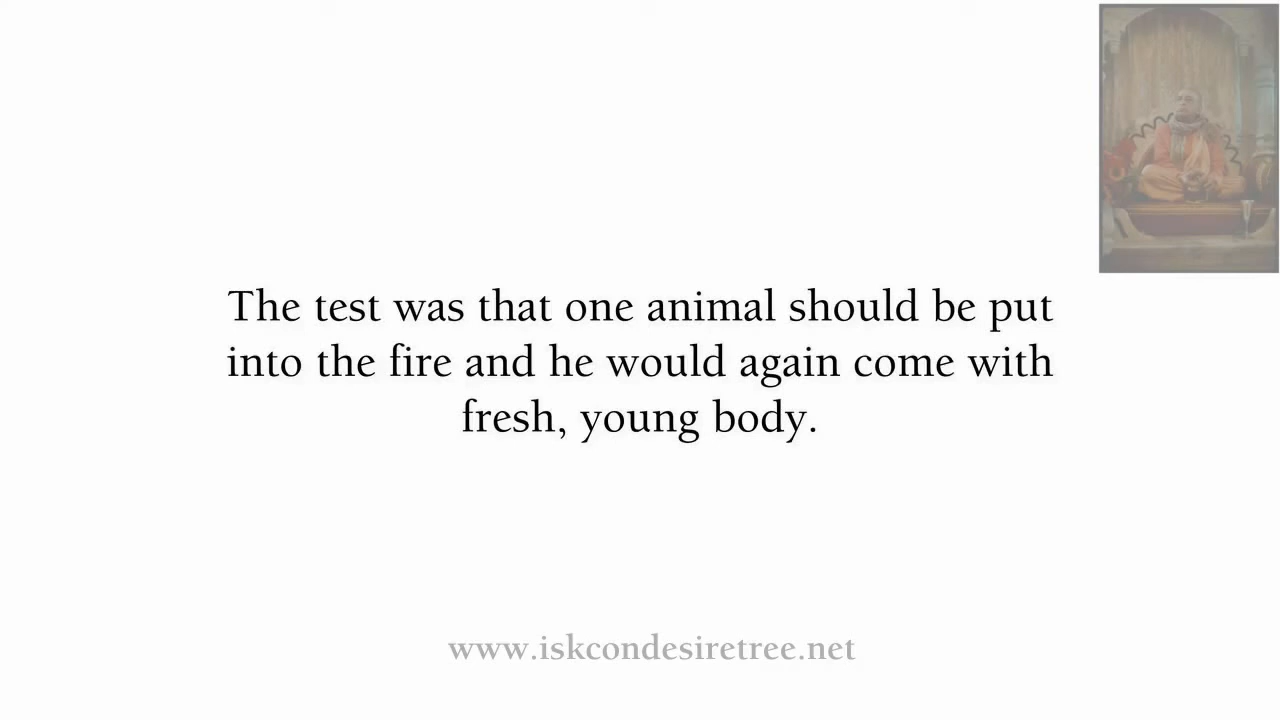 The test was that one animal should be put
into the fire and he would again come with
fresh, young body.
www.iskcondesiretree.net